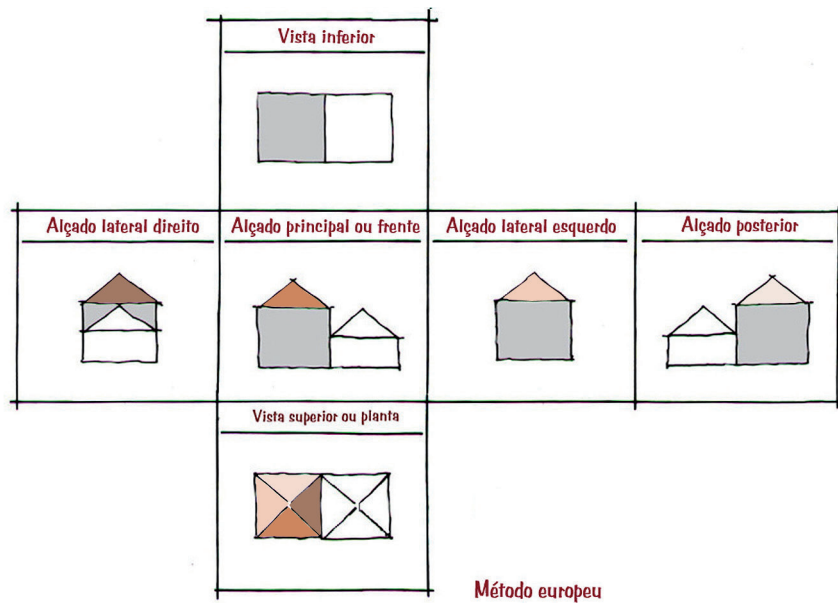 Vista inferior
Alçado lateral direito
Alçado principal ou frente
Alçado lateral esquerdo
Alçado posterior
Vista superior ou planta
Método europeu